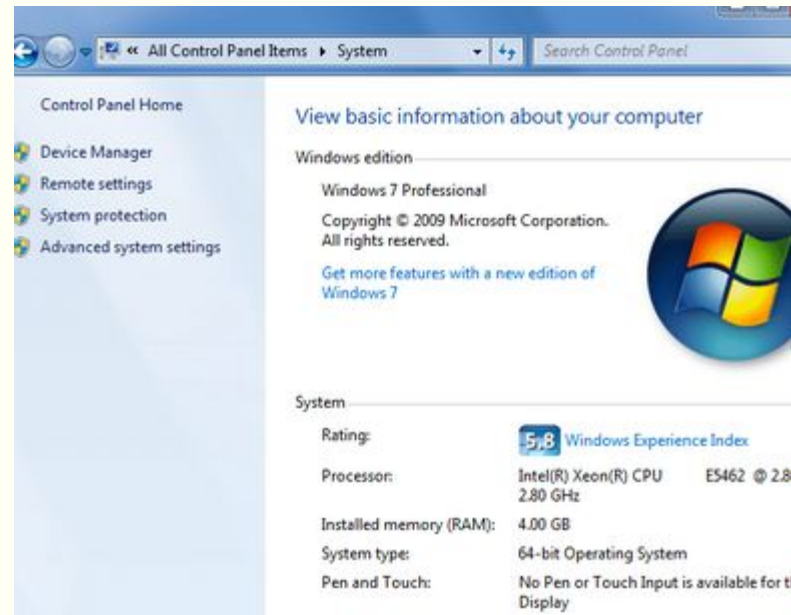 « All Control Panel Items ▸ System
Search Control Panel
Control Panel Home
Device Manager
Remote settings
System protection
Advanced system settings
View basic information about your computer
Windows edition
Windows 7 Professional
Copyright © 2009 Microsoft Corporation.
All rights reserved.
Get more features with a new edition of
Windows 7
System
Rating: 5,8 Windows Experience Index
Processor: Intel(R) Xeon(R) CPU E5462 @ 2.8
2.80 GHz
Installed memory (RAM): 4.00 GB
System type: 64-bit Operating System
Pen and Touch: No Pen or Touch Input is available for t
Display